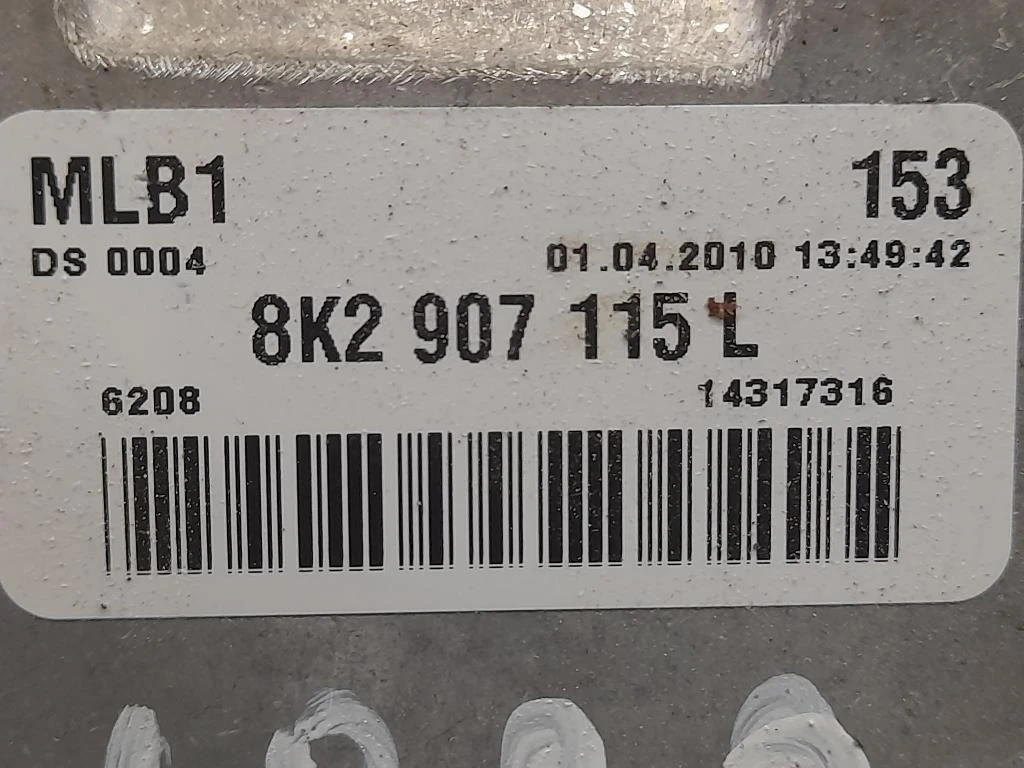 MLB1 153
DS 0004 01.04.2010 13:49:42
8K2 907 115 L
6208 14317316